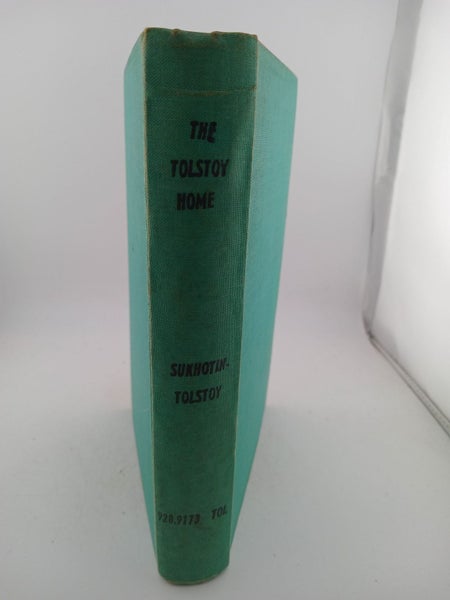 THE
TOLSTOY
HOME
SUKHOTIN-
TOLSTOY
928.9173 TOL